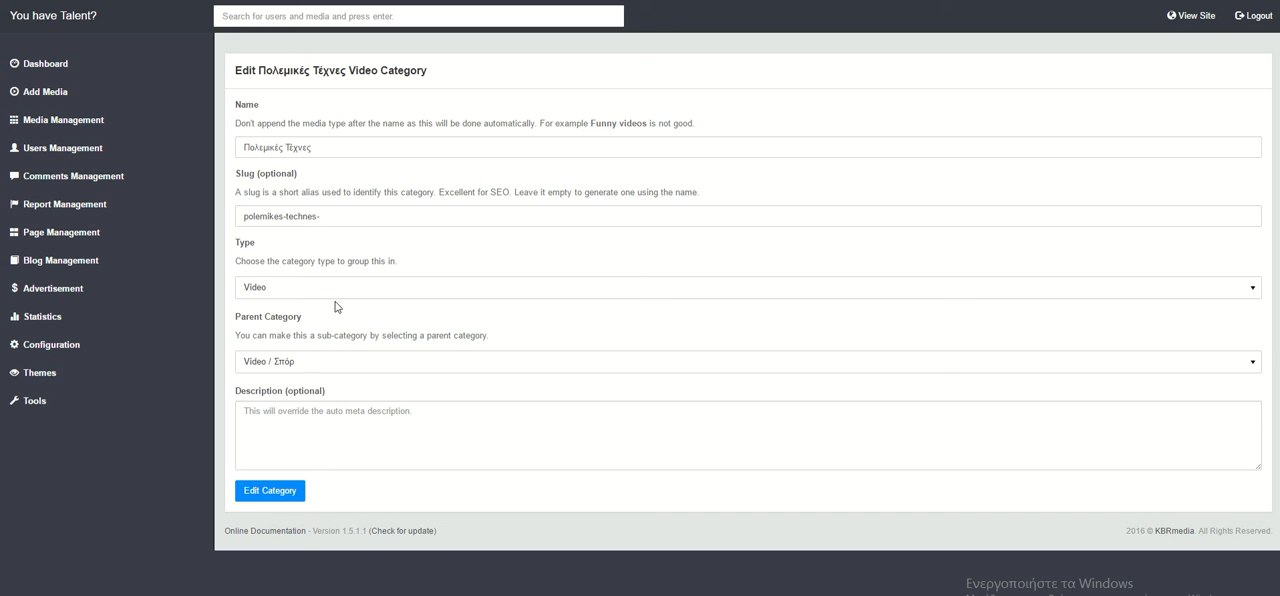 You have Talent?
Search for users and media and press enter.
View Site
Logout
Dashboard
Add Media
Media Management
Users Management
Comments Management
Report Management
Page Management
Blog Management
Advertisement
Statistics
Configuration
Themes
Tools
Edit Πολεμικές Τέχνες Video Category
Name
Don't append the media type after the name as this will be done automatically. For example Funny videos is not good.
Πολεμικές Τέχνες
Slug (optional)
A slug is a short alias used to identify this category. Excellent for SEO. Leave it empty to generate one using the name.
polemikes-technes-
Type
Choose the category type to group this in.
Video
Parent Category
You can make this a sub-category by selecting a parent category.
Video / Σπόρ
Description (optional)
This will override the auto meta description.
Edit Category
Online Documentation - Version 1.5.1.1 (Check for update)
2016 © KBRmedia. All Rights Reserved.
Ενεργοποιήστε τα Windows